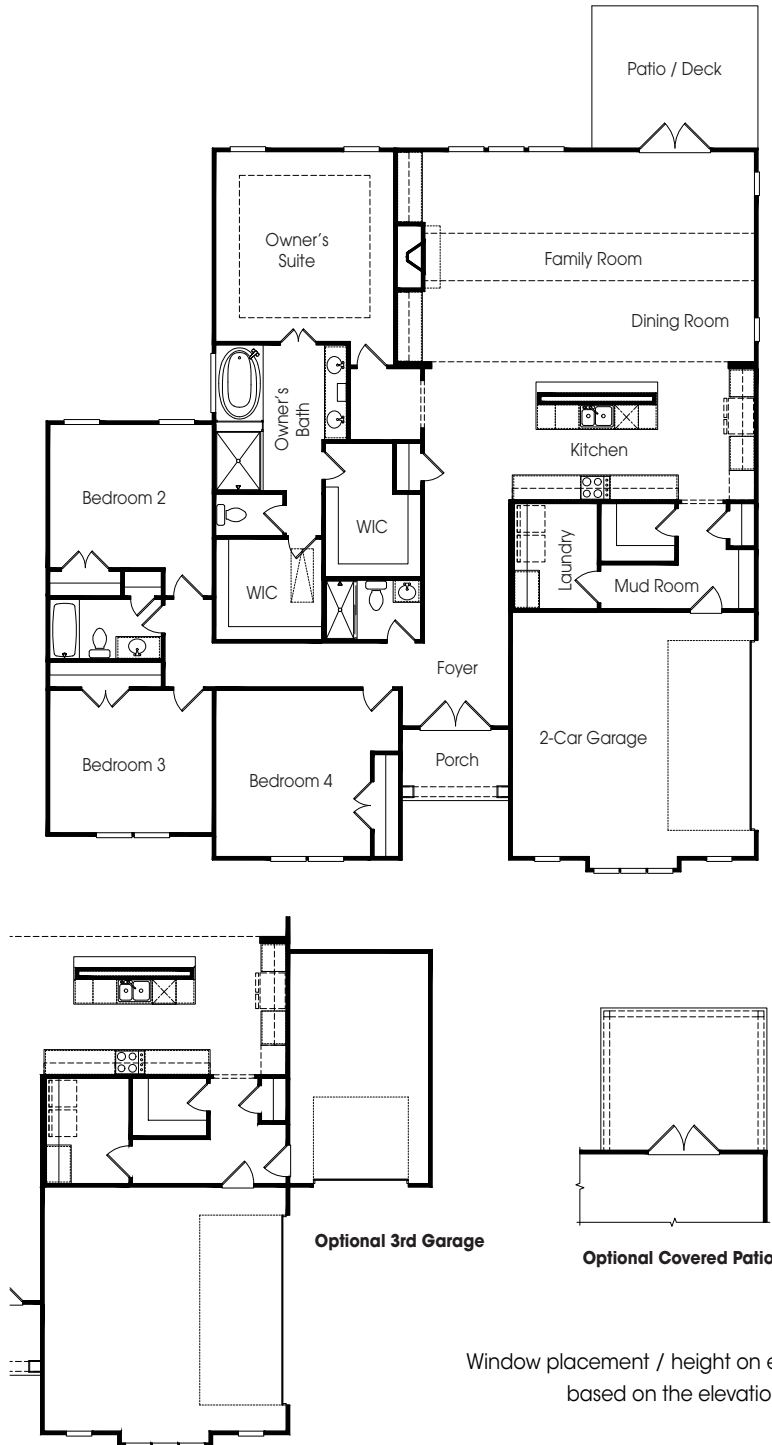 Patio / Deck
Owner's
Suite
Family Room
Dining Room
Owner's
Bath
Kitchen
Bedroom 2
WIC
Laundry
WIC
Mud Room
Foyer
2-Car Garage
Porch
Bedroom 3
Bedroom 4
Optional 3rd Garage
Optional Covered Patio
Window placement / height on e
based on the elevatio